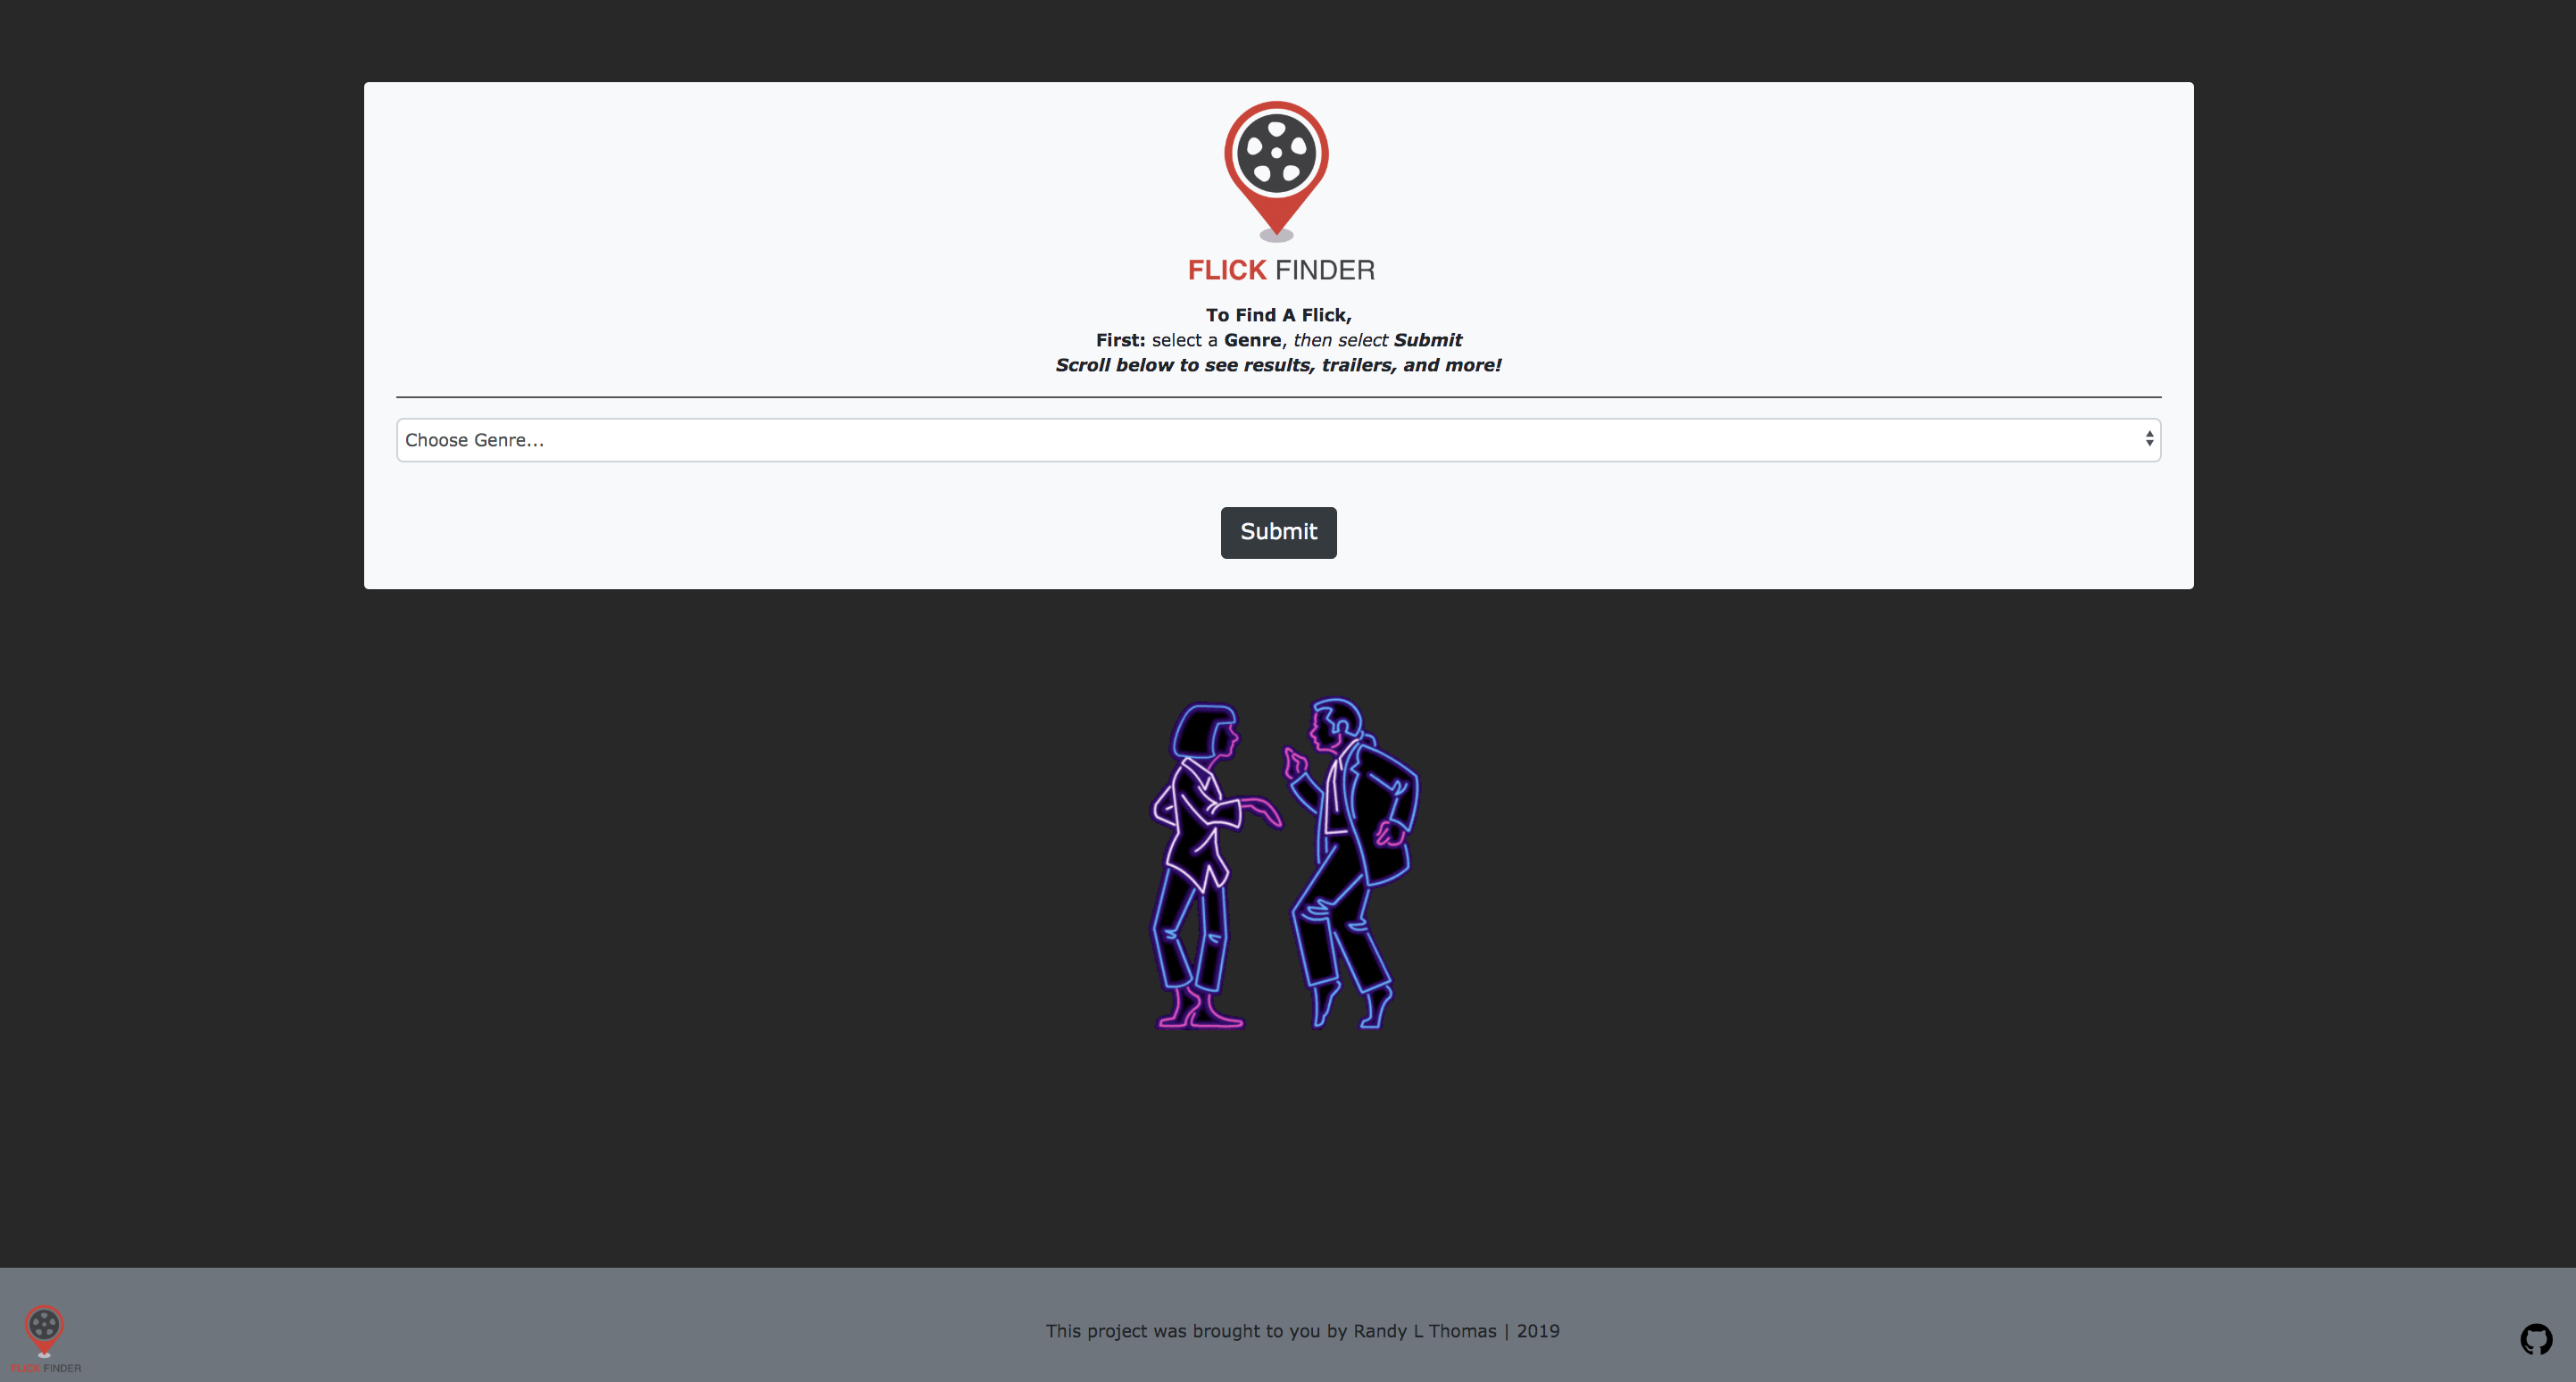 FLICK FINDER
To Find A Flick,
First: select a Genre, then select Submit
Scroll below to see results, trailers, and more!
Choose Genre...
Submit
This project was brought to you by Randy L Thomas | 2019
FLICK FINDER